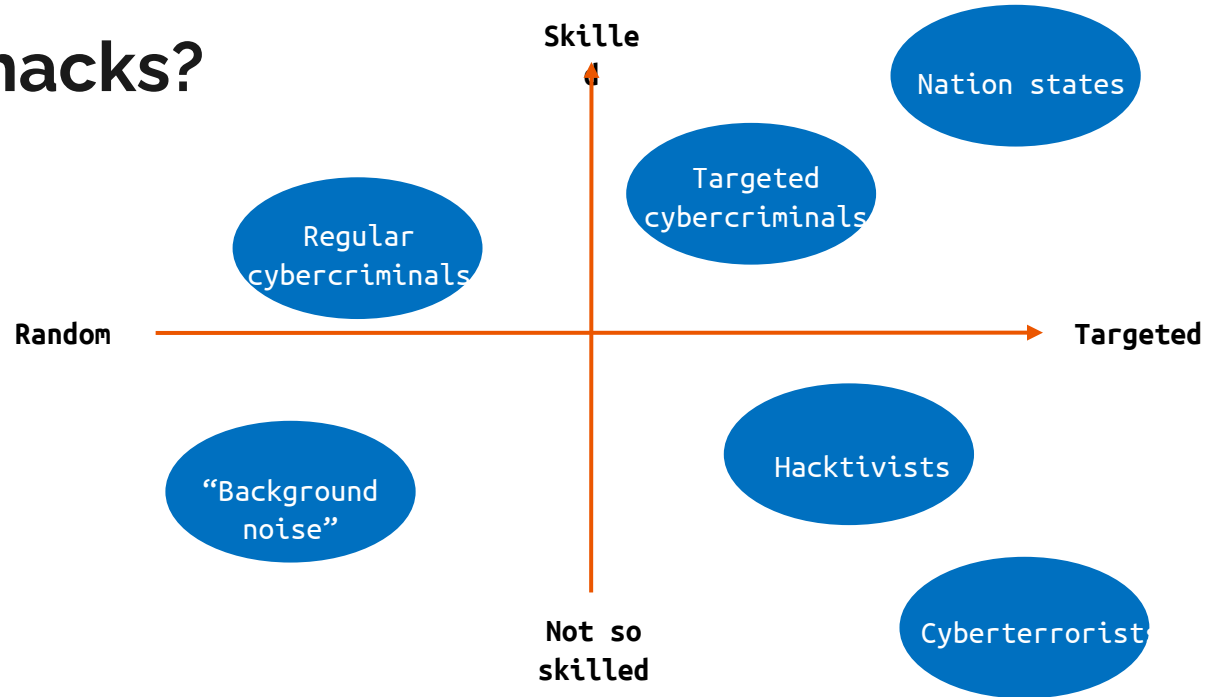 hacks?
Skille
d
Nation states
Targeted
cybercriminals
Regular
cybercriminals
Random
Targeted
Hacktivists
“Background
noise”
Not so
skilled
Cyberterrorists